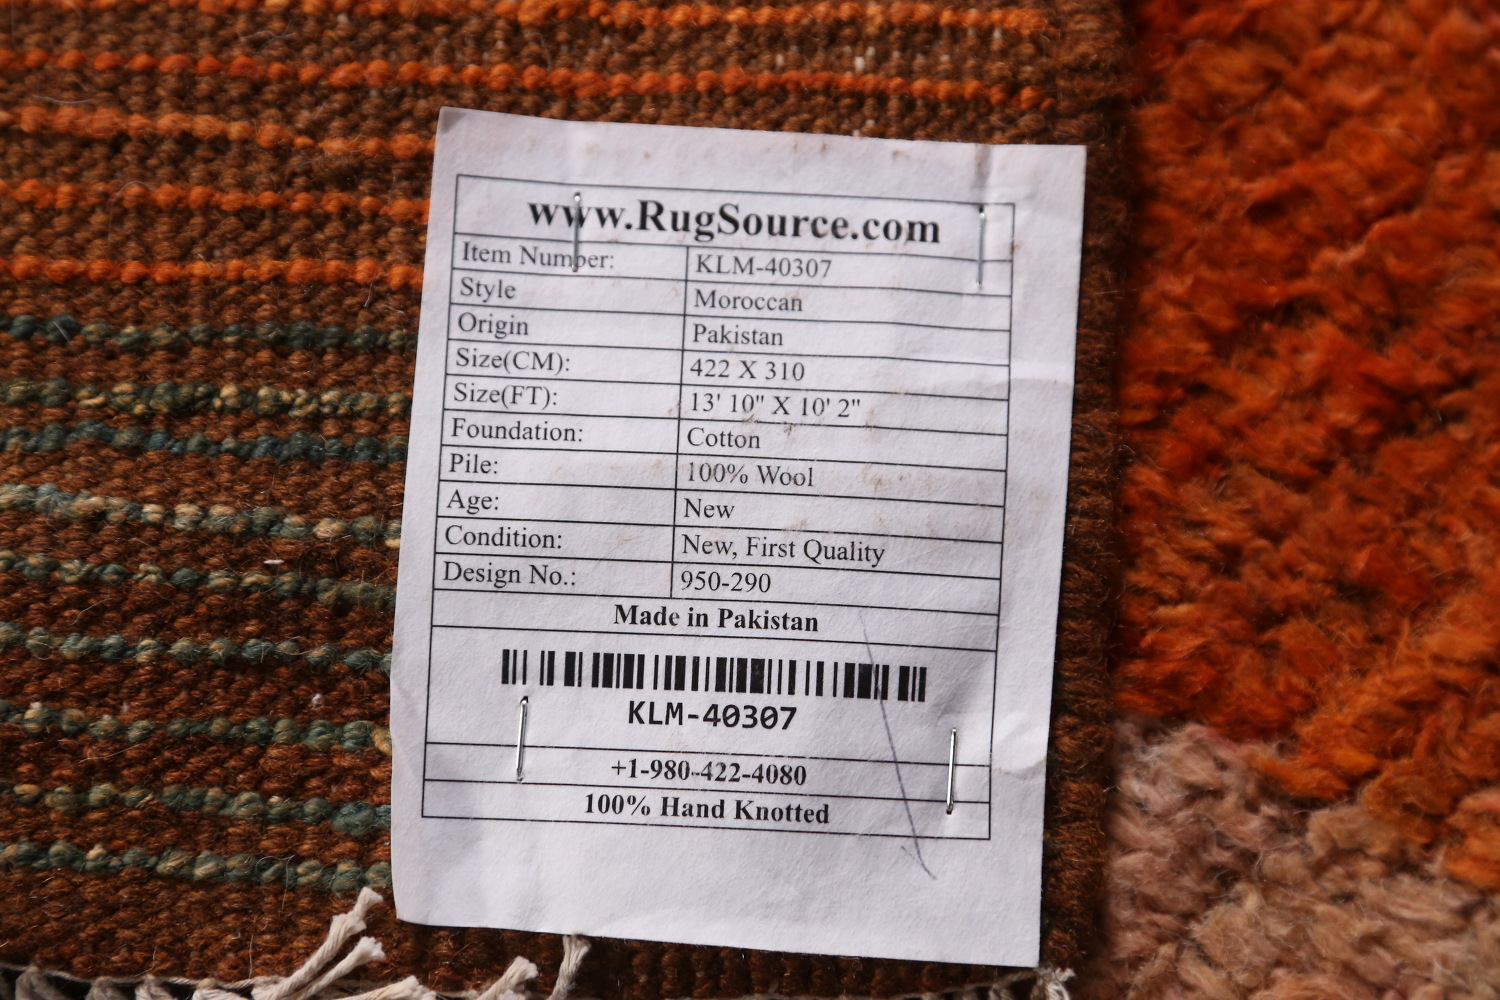 www.RugSource.com
Item Number: KLM-40307
Style Moroccan
Origin Pakistan
Size(CM): 422 X 310
Size(FT): 13' 10" X 10' 2"
Foundation: Cotton
Pile: 100% Wool
Age: New
Condition: New, First Quality
Design No.: 950-290
Made in Pakistan
KLM-40307
+1-980-422-4080
100% Hand Knotted